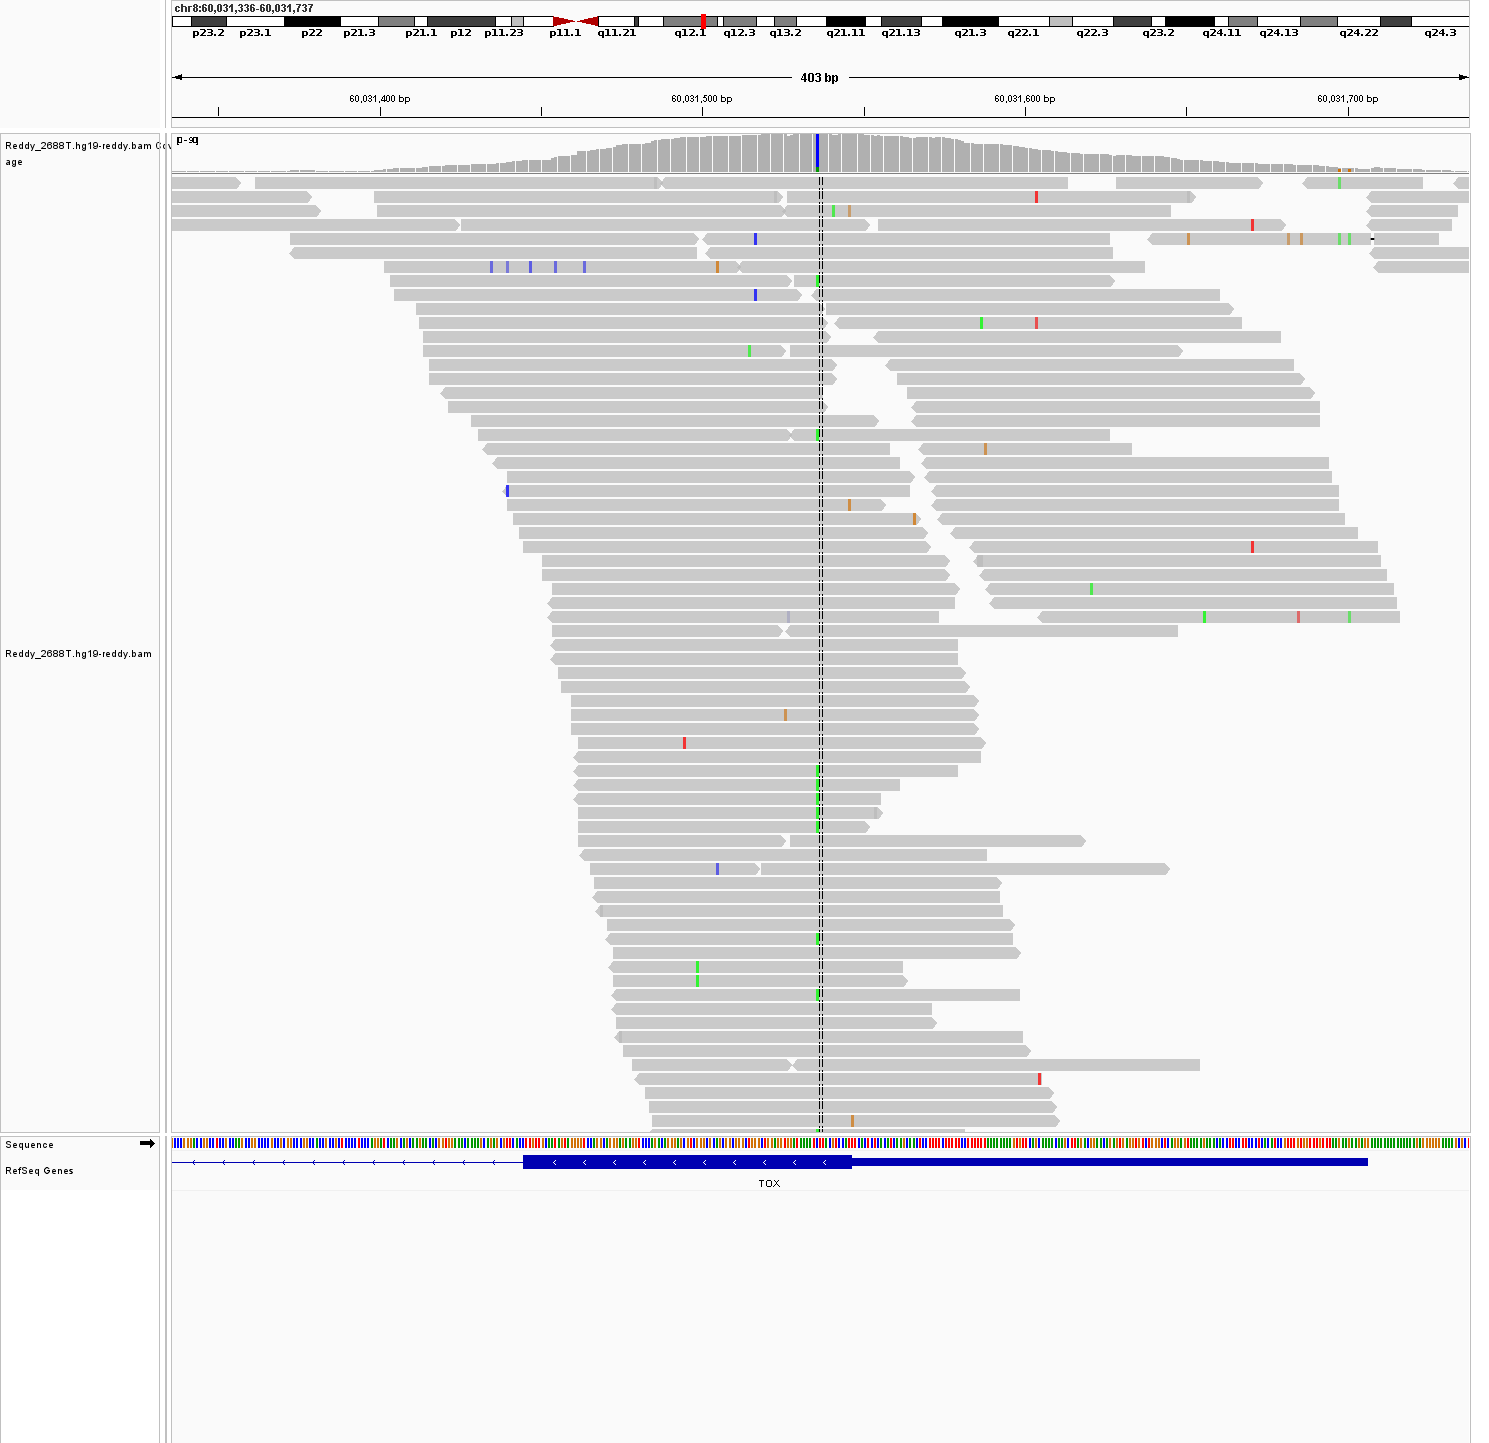 chr8:60,031,336-60,031,737
p23.2 p23.1 p22 p21.3 p21.1 p12 p11.23 p11.1 q11.21 q12.1 q12.3 q13.2 q21.11 q21.13 q21.3 q22.1 q22.3 q23.2 q24.11 q24.13 q24.22 q24.3
403 bp
60,031,400 bp 60,031,500 bp 60,031,600 bp 60,031,700 bp
Reddy_2688T.hg19-reddy.bam Cov
age
Reddy_2688T.hg19-reddy.bam
Sequence
RefSeq Genes
TOX